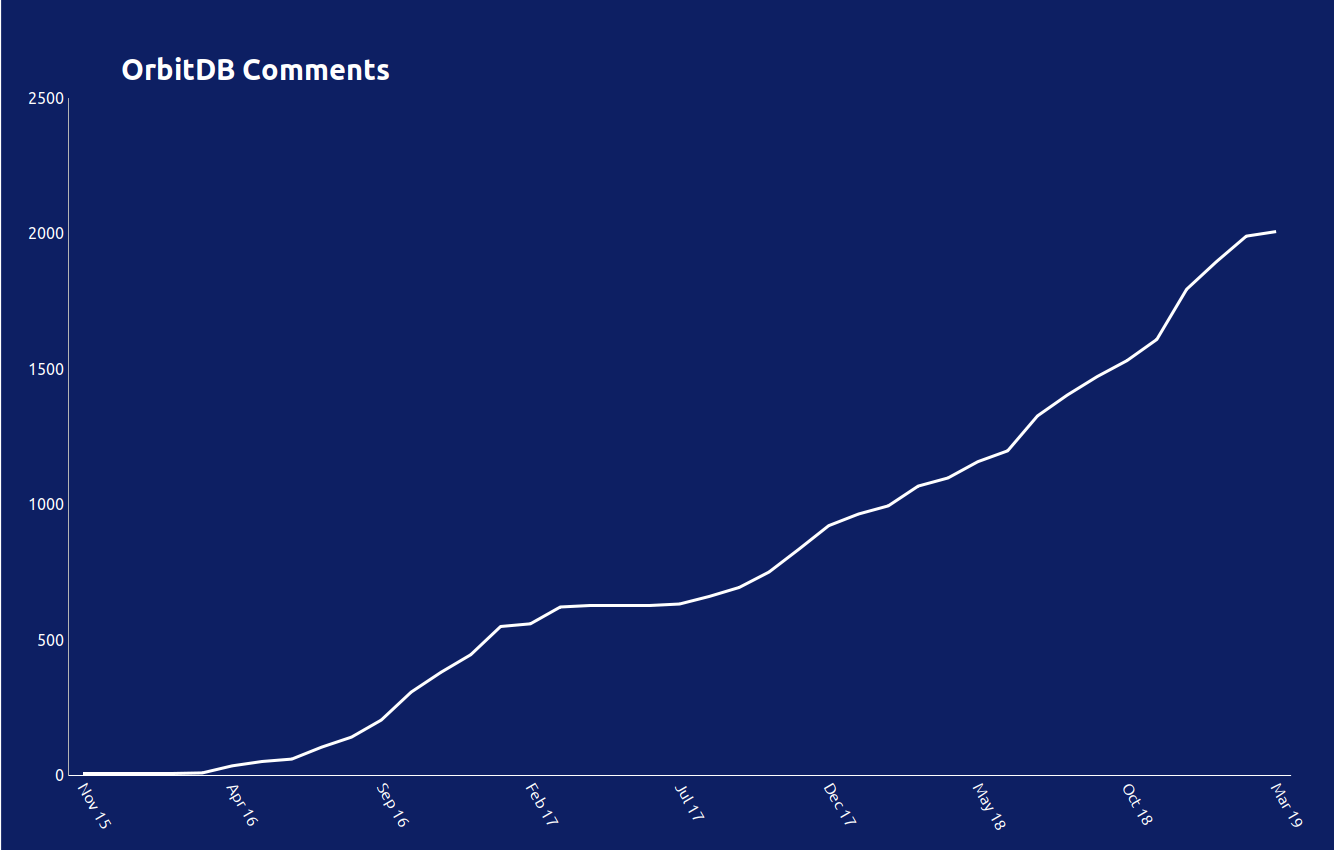 OrbitDB Comments
2500
2000
1500
1000
500
0
Nov 15
Apr 16
Sep 16
Feb 17
Jul 17
Dec 17
May 18
Oct 18
Mar 19